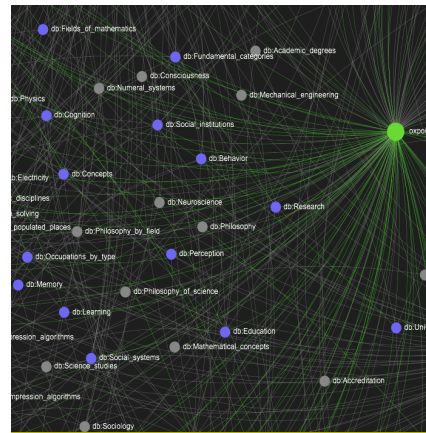 db:Fields_of_mathematics
db:Academic_degrees
db:Fundamental_categories
db:Consciousness
db:Numeral_systems
db:Mechanical_engineering
db:Physics
db:Cognition
db:Social_institutions
oxpo
db:Behavior
db:Concepts
db:Electricity
_disciplines
db:Neuroscience
db:Research
_solving
_populated_places
db:Philosophy_by_field
db:Philosophy
db:Perception
db:Occupations_by_type
db:Memory
db:Philosophy_of_science
db:Learning
db:Education
db:Uni
ression_algorithms
db:Mathematical_concepts
db:Social_systems
db:Science_studies
db:Accreditation
mpression_algorithms
db:Sociology